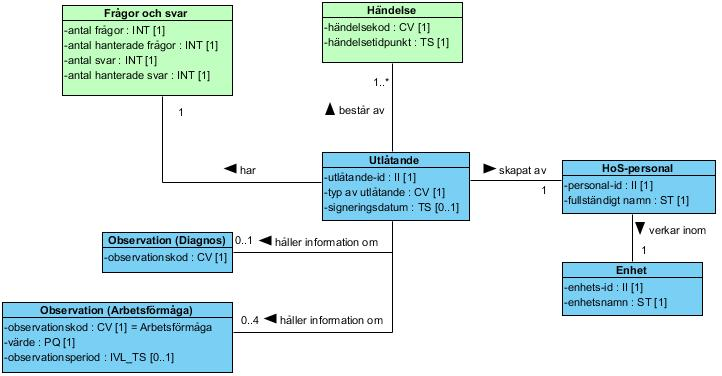 Frågor och svar
-antal frågor : INT [1]
-antal hanterade frågor : INT [1]
-antal svar : INT [1]
-antal hanterade svar : INT [1]
Händelse
-händelsekod : CV [1]
-händelsetidpunkt : TS [1]
1..*
består av
1
har
Utlåtande
-utlåtande-id : II [1]
-typ av utlåtande : CV [1]
-signeringsdatum : TS [0..1]
skapat av
1
HoS-personal
-personal-id : II [1]
-fullständigt namn : ST [1]
verkar inom
1
Enhet
-enhets-id : II [1]
-enhetsnamn : ST [1]
Observation (Diagnos)
-observationskod : CV [1]
0..1
håller information om
Observation (Arbetsförmåga)
-observationskod : CV [1] = Arbetsförmåga
-värde : PQ [1]
-observationsperiod : IVL_TS [0..1]
0..4
håller information om